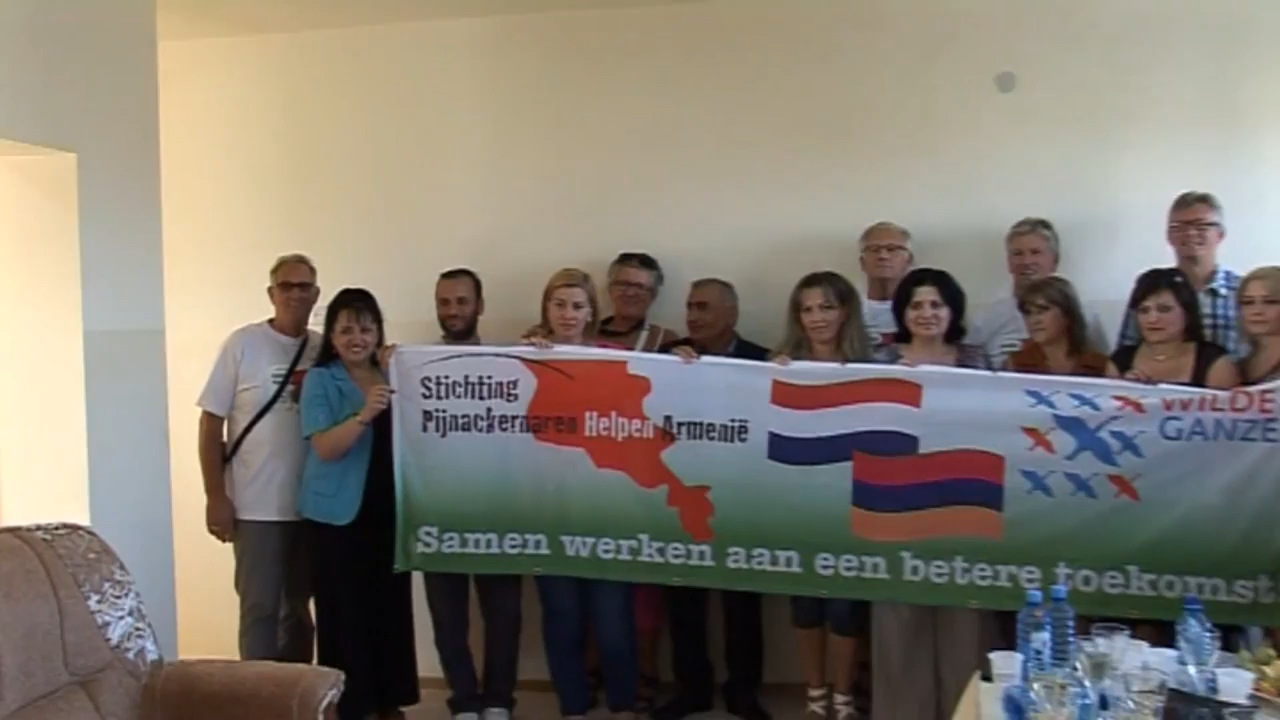 Stichting
Pijnackernaren Helpen Armenië
WILDE
GANZE
Samen werken aan een betere toekomst